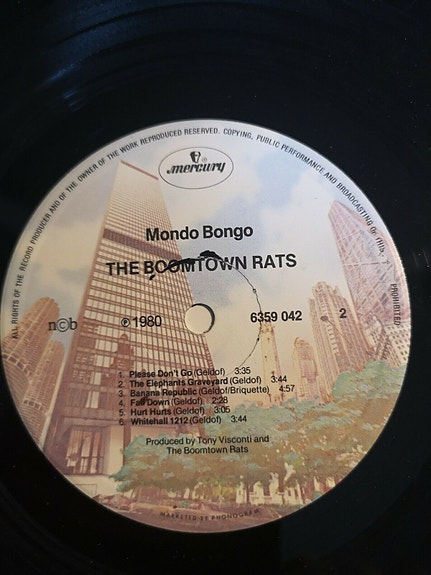 ALL RIGHTS OF THE RECORD PRODUCER AND OF THE OWNER OF THE WORK REPRODUCED RESERVED. COPYING, PUBLIC PERFORMANCE AND BROADCASTING OF THIS PROHIBITED
mercury
Mondo Bongo
THE BOOMTOWN RATS
n©b ℗ 1980 6359 042 2
1. Please Don't Go (Geldof) 3:35
2. The Elephants Graveyard (Geldof) 3:44
3. Banana Republic (Geldof/Briquette) 4:57
4. Fall Down (Geldof) 2:28
5. Hurt Hurts (Geldof) 3:05
6. Whitehall 1212 (Geldof) 3:44
Produced by Tony Visconti and
The Boomtown Rats
MARKETED BY PHONOGRAM